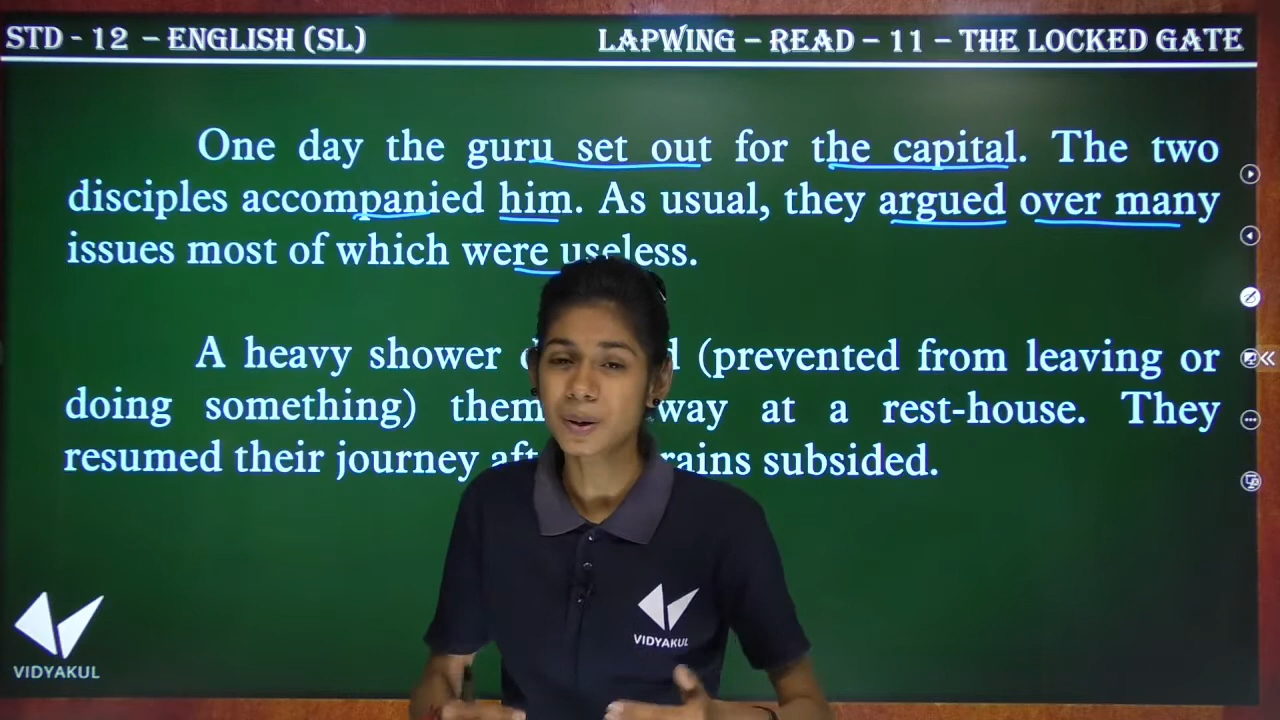 STD - 12 – ENGLISH (SL)
LAPWING – READ – 11 – THE LOCKED GATE
One day the guru set out for the capital. The two
disciples accompanied him. As usual, they argued over many
issues most of which were useless.
A heavy shower (prevented from leaving or
doing something) them way at a rest-house. They
resumed their journey rains subsided.
VIDYAKUL
VIDYAKUL